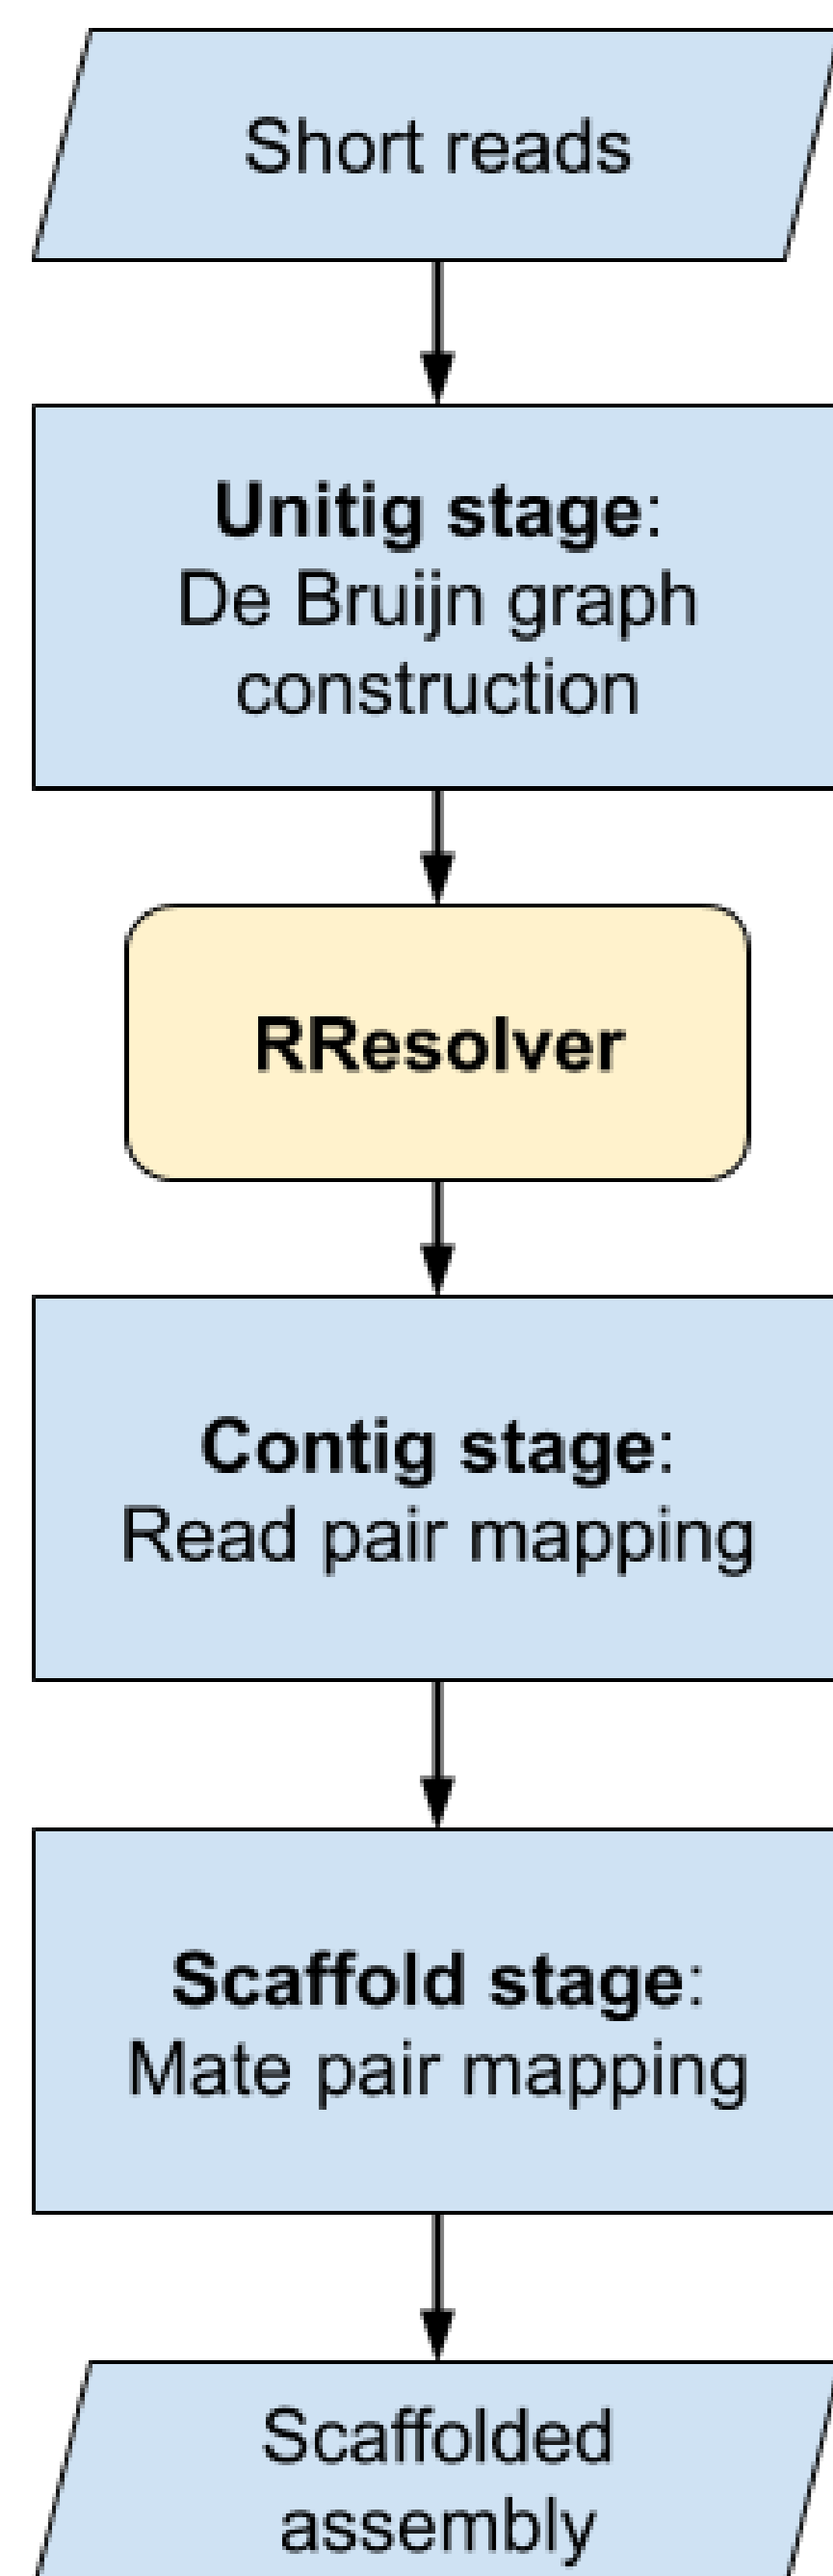 Short reads
Unitig stage:
De Bruijn graph
construction
RResolver
Contig stage:
Read pair mapping
Scaffold stage:
Mate pair mapping
Scaffolded
assembly